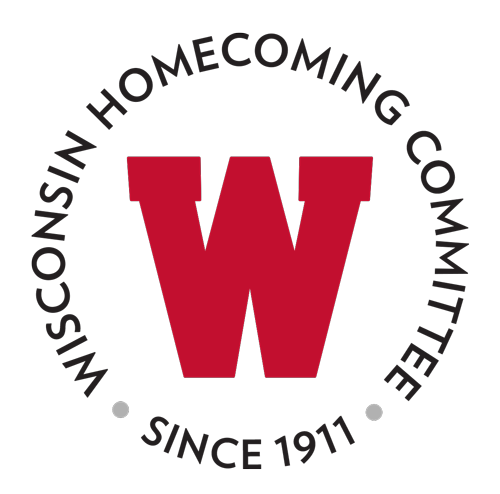 WISCONSIN HOMECOMING COMMITTEE
W
SINCE 1911